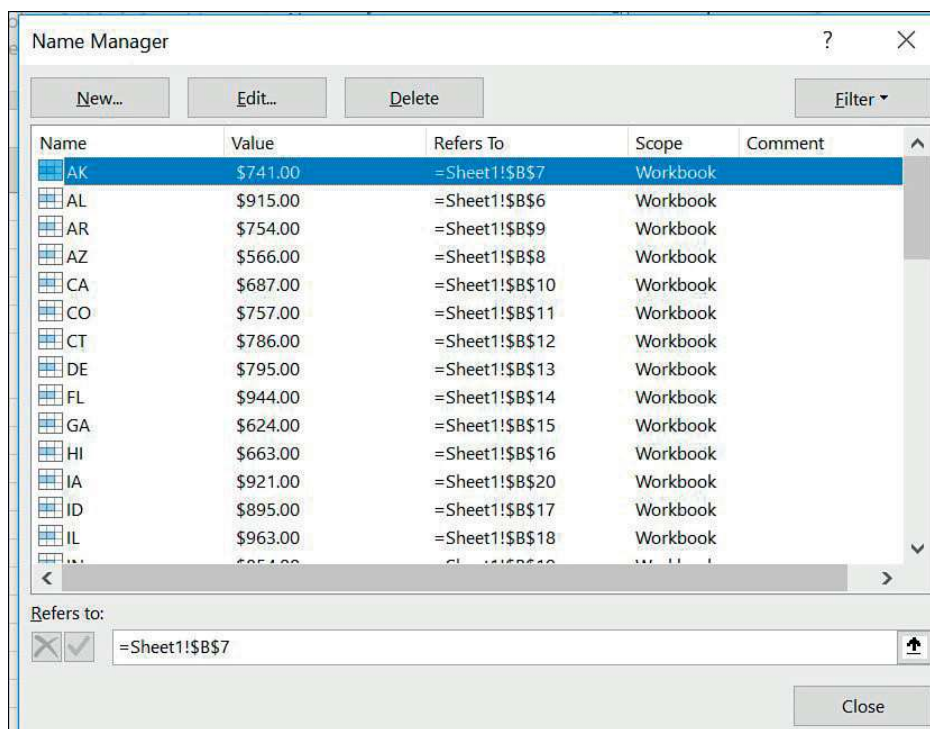 Name Manager ? ×
New... Edit... Delete Filter
Name Value Refers To Scope Comment
AK $741.00 =Sheet1!$B$7 Workbook
AL $915.00 =Sheet1!$B$6 Workbook
AR $754.00 =Sheet1!$B$9 Workbook
AZ $566.00 =Sheet1!$B$8 Workbook
CA $687.00 =Sheet1!$B$10 Workbook
CO $757.00 =Sheet1!$B$11 Workbook
CT $786.00 =Sheet1!$B$12 Workbook
DE $795.00 =Sheet1!$B$13 Workbook
FL $944.00 =Sheet1!$B$14 Workbook
GA $624.00 =Sheet1!$B$15 Workbook
HI $663.00 =Sheet1!$B$16 Workbook
IA $921.00 =Sheet1!$B$20 Workbook
ID $895.00 =Sheet1!$B$17 Workbook
IL $963.00 =Sheet1!$B$18 Workbook
Refers to:
=Sheet1!$B$7
Close